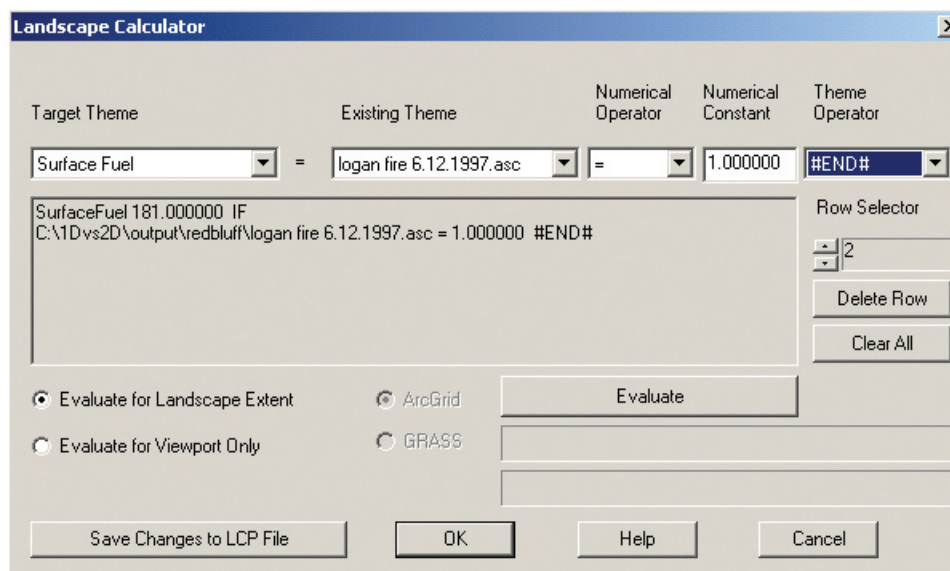 Landscape Calculator
Target Theme
Existing Theme
Numerical
Operator
Numerical
Constant
Theme
Operator
Surface Fuel
=
logan fire 6.12.1997.asc
=
1.000000
#END#
SurfaceFuel 181.000000 IF
C:\1Dvs2D\output\redbluff\logan fire 6.12.1997.asc = 1.000000 #END#
Row Selector
2
Delete Row
Clear All
Evaluate for Landscape Extent
ArcGrid
Evaluate
Evaluate for Viewport Only
GRASS
Save Changes to LCP File
OK
Help
Cancel